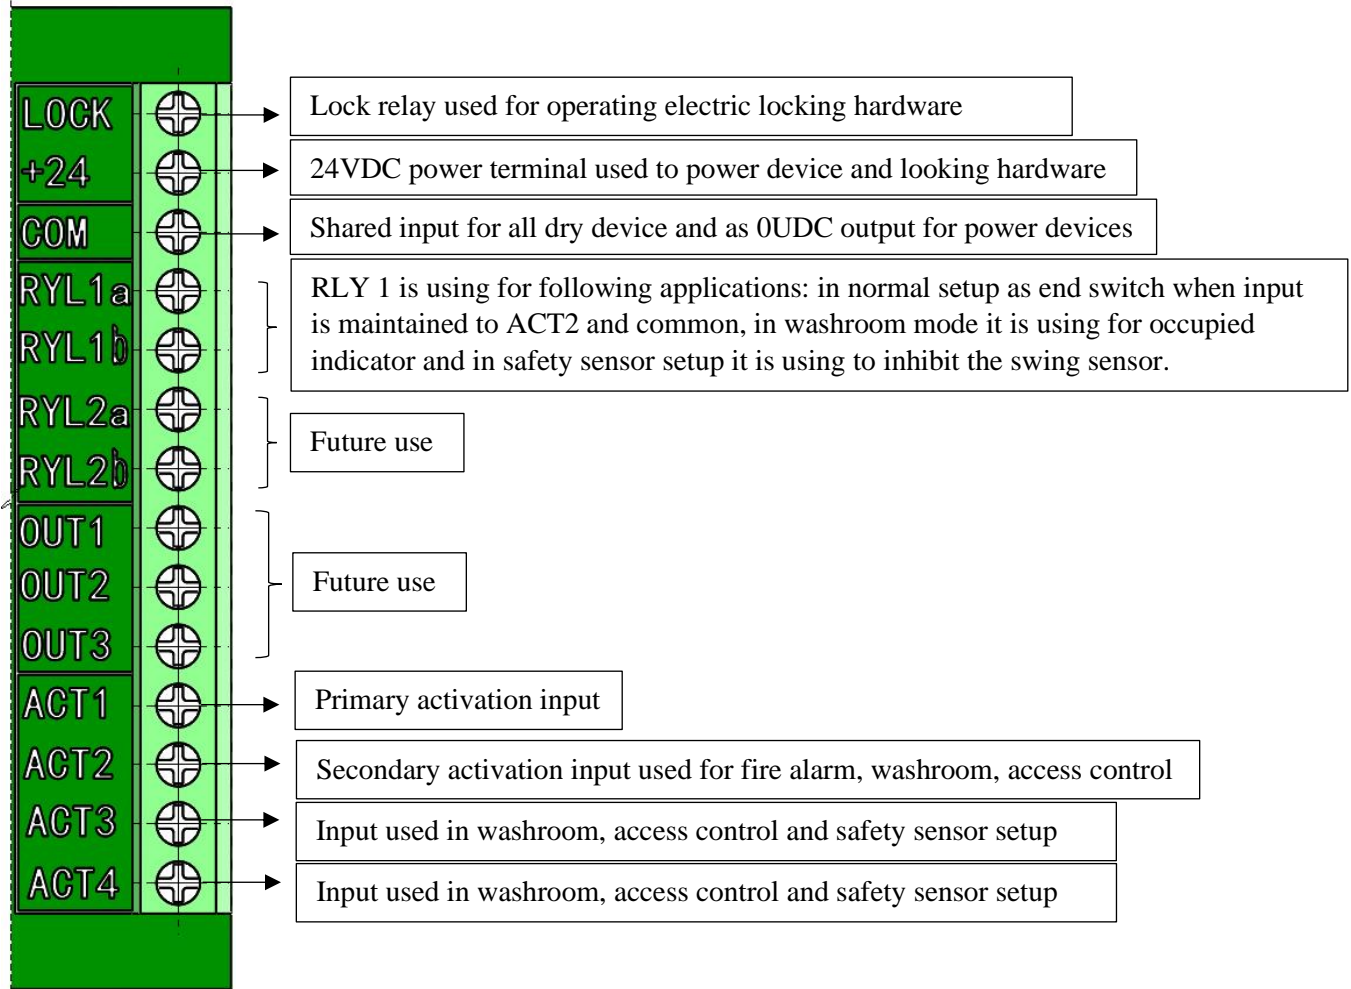 LOCK
Lock relay used for operating electric locking hardware
+24
24VDC power terminal used to power device and looking hardware
COM
Shared input for all dry device and as 0UDC output for power devices
RYL1a
RYL1b
RLY 1 is using for following applications: in normal setup as end switch when input
is maintained to ACT2 and common, in washroom mode it is using for occupied
indicator and in safety sensor setup it is using to inhibit the swing sensor.
RYL2a
RYL2b
Future use
OUT1
OUT2
OUT3
Future use
ACT1
Primary activation input
ACT2
Secondary activation input used for fire alarm, washroom, access control
ACT3
Input used in washroom, access control and safety sensor setup
ACT4
Input used in washroom, access control and safety sensor setup